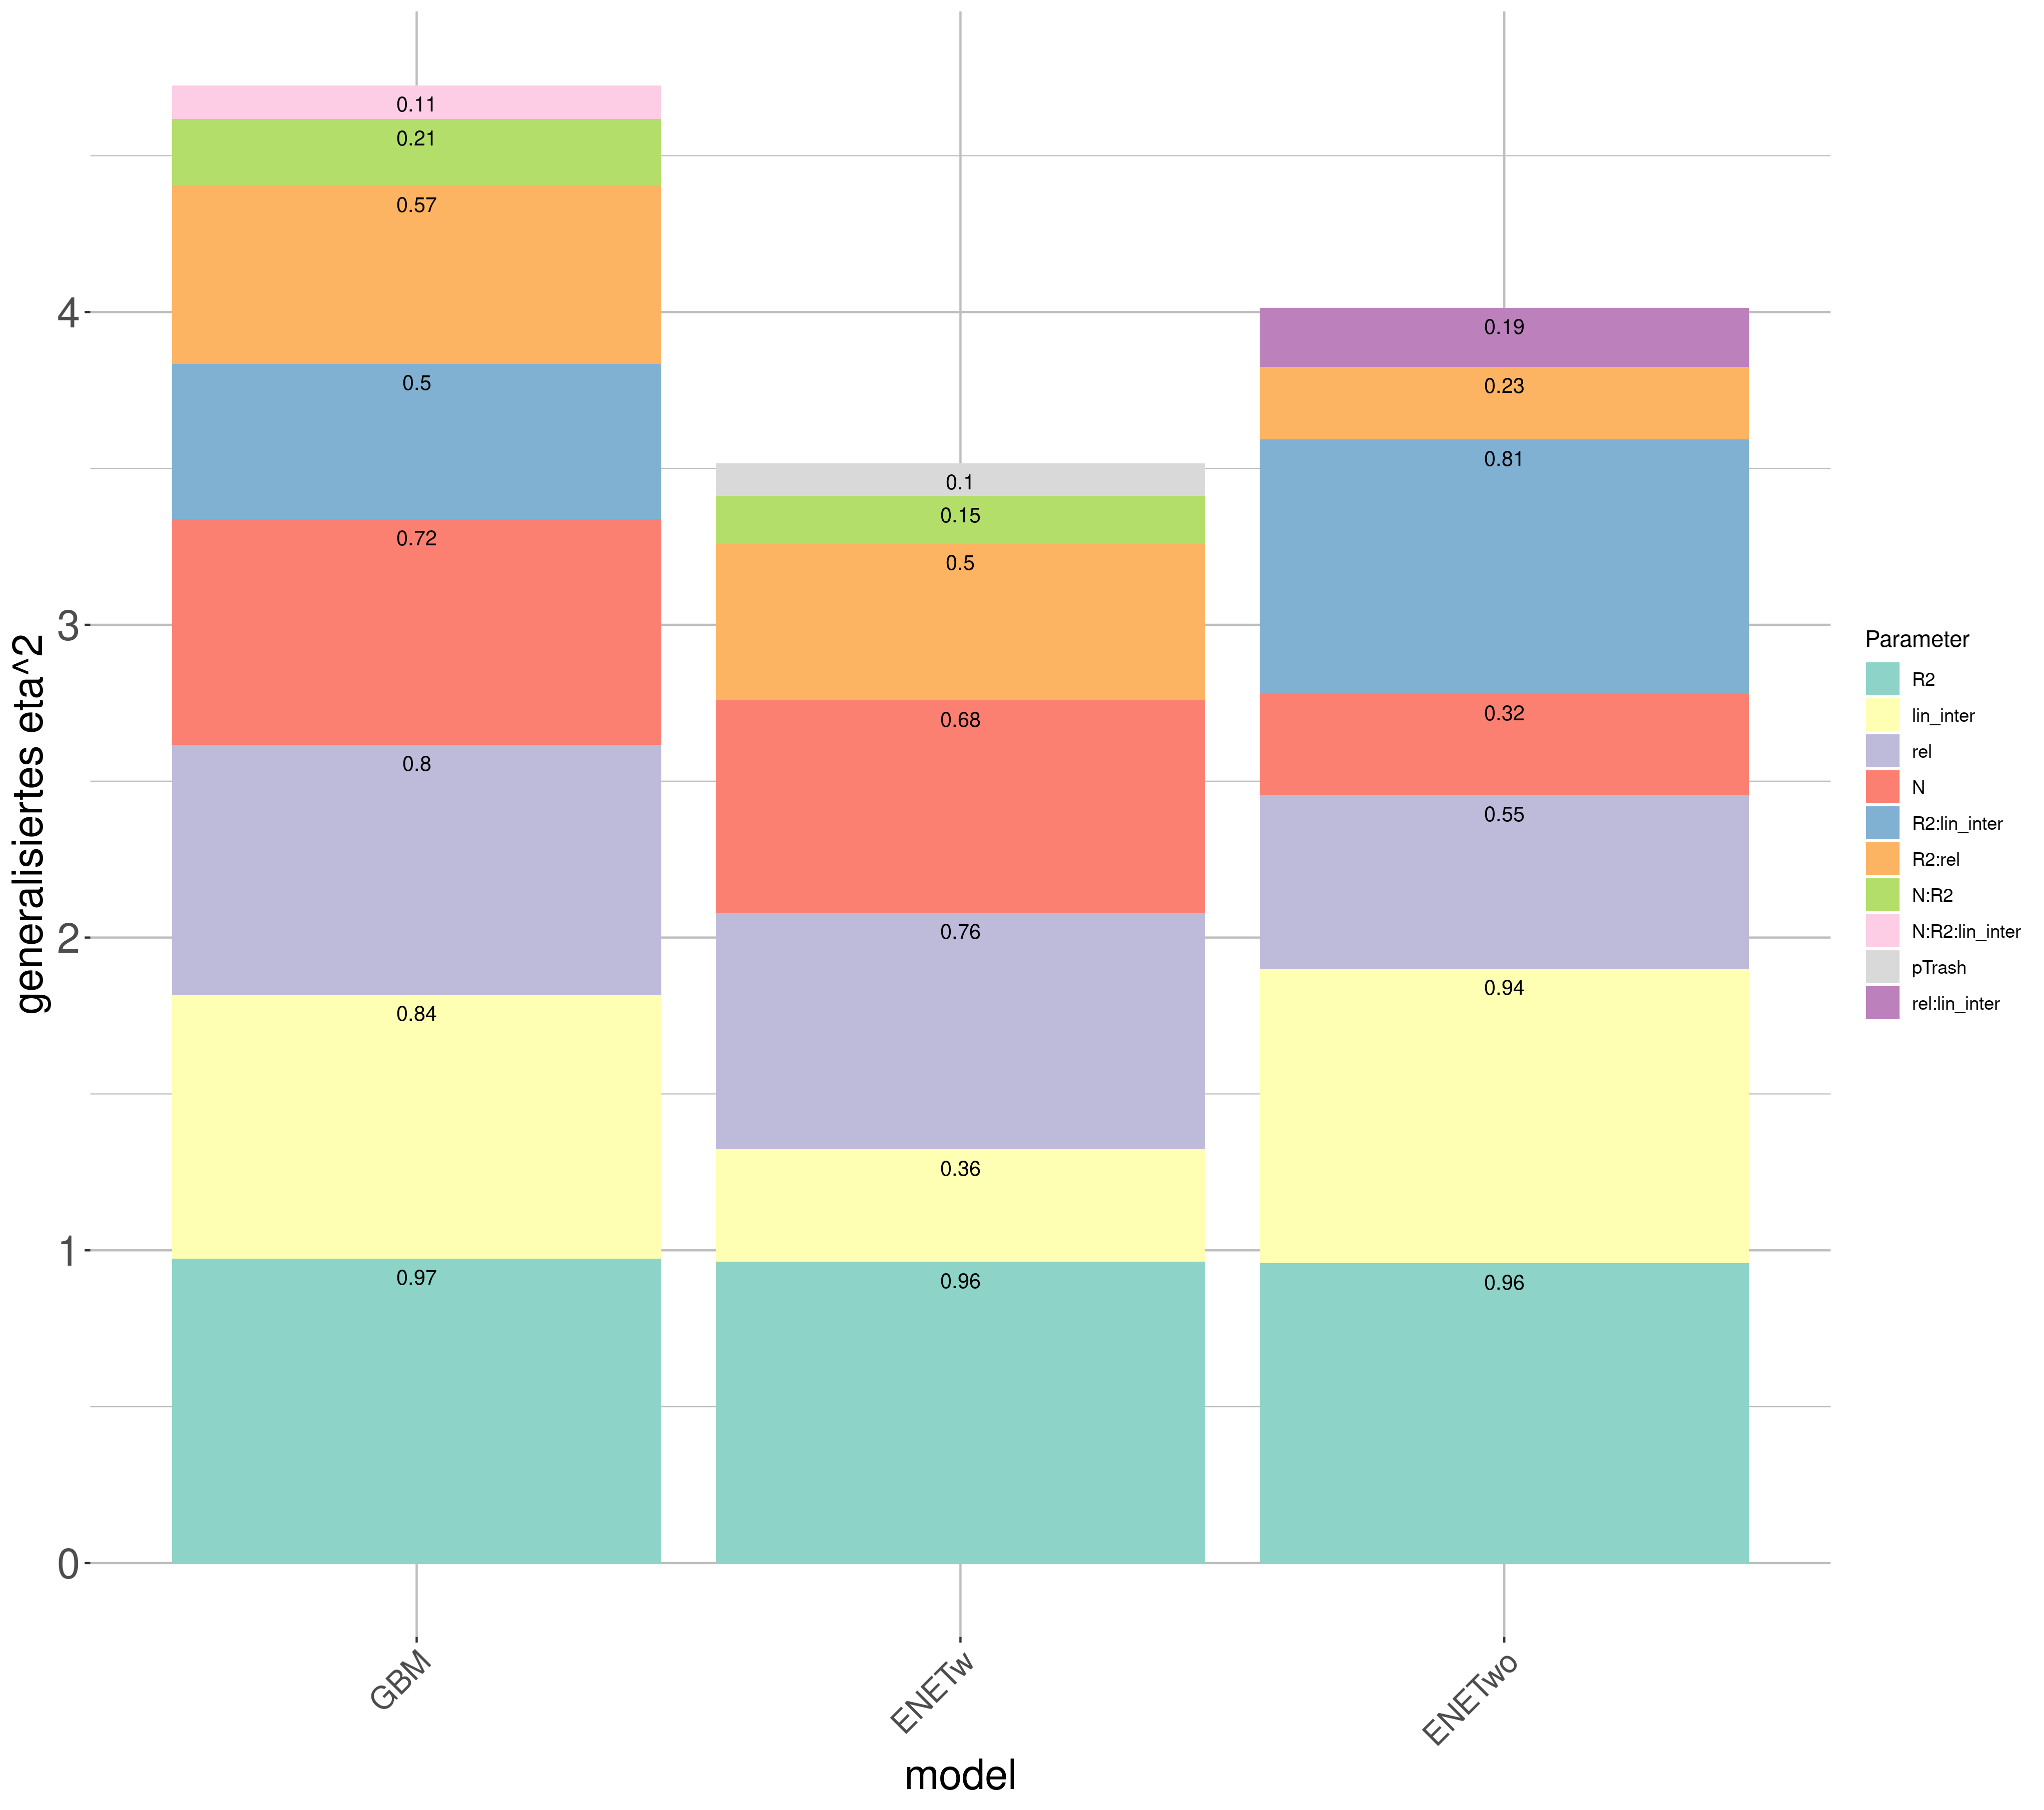 generalisiertes eta^2
4
3
2
1
0
0.11
0.21
0.57
0.5
0.72
0.8
0.84
0.97
0.1
0.15
0.5
0.68
0.76
0.36
0.96
0.19
0.23
0.81
0.32
0.55
0.94
0.96
GBM
ENETw
ENETwo
model
Parameter
R2
lin_inter
rel
N
R2:lin_inter
R2:rel
N:R2
N:R2:lin_inter
pTrash
rel:lin_inter